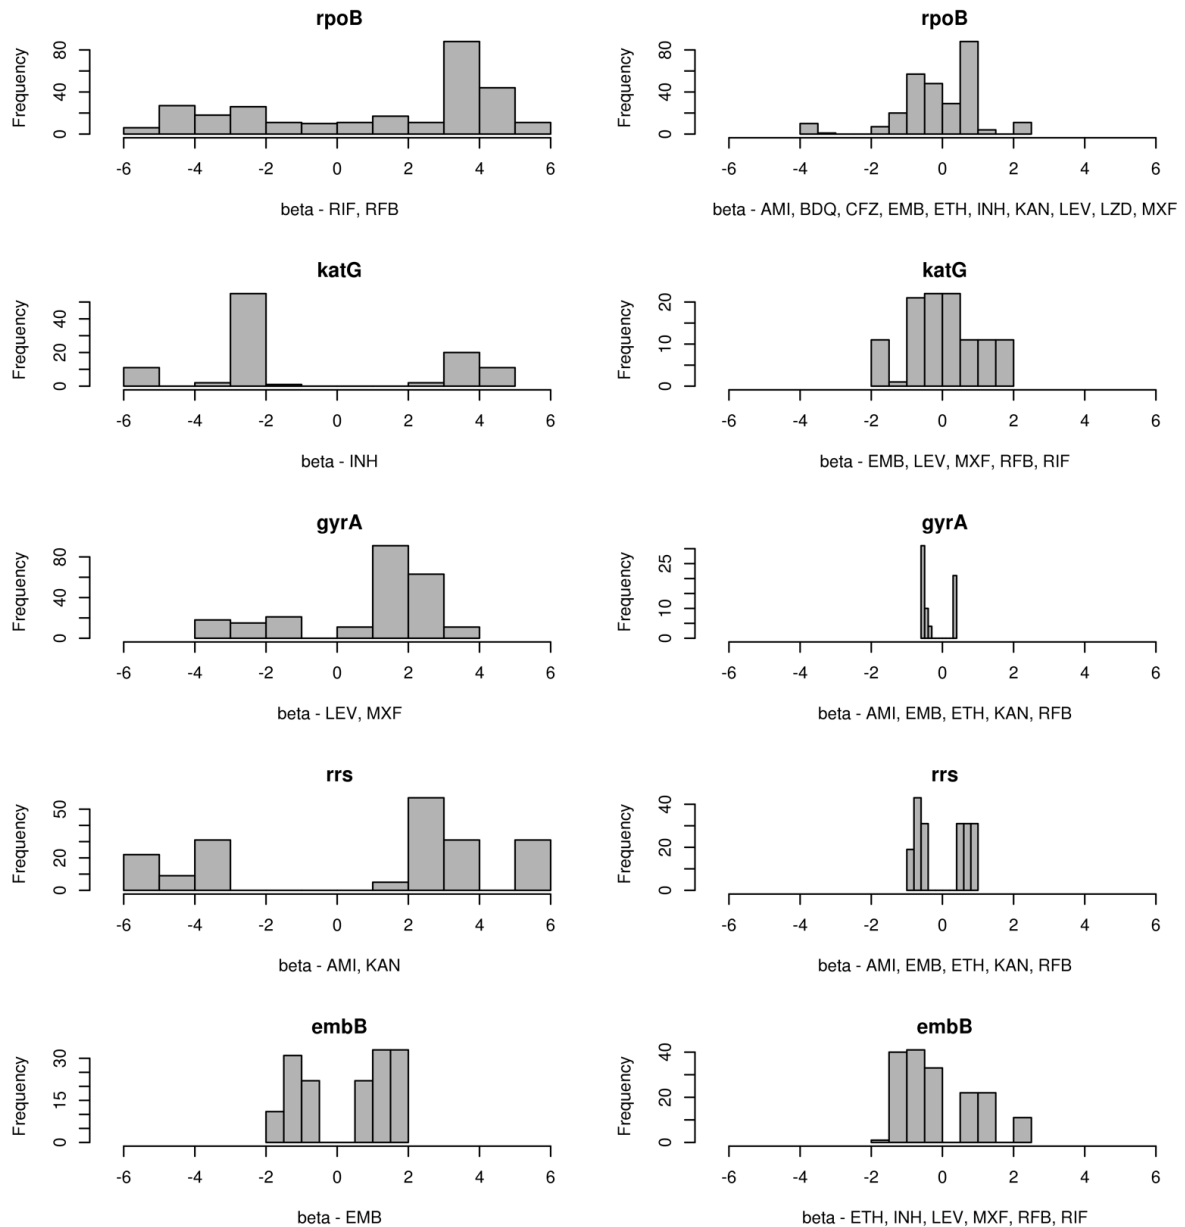 rpoB
Frequency
0 40 80
-6 -4 -2 0 2 4 6
beta - RIF, RFB
rpoB
Frequency
0 40 80
-6 -4 -2 0 2 4 6
beta - AMI, BDQ, CFZ, EMB, ETH, INH, KAN, LEV, LZD, MXF
katG
Frequency
0 20 40
-6 -4 -2 0 2 4 6
beta - INH
katG
Frequency
0 10 20
-6 -4 -2 0 2 4 6
beta - EMB, LEV, MXF, RFB, RIF
gyrA
Frequency
0 40 80
-6 -4 -2 0 2 4 6
beta - LEV, MXF
gyrA
Frequency
0 10 25
-6 -4 -2 0 2 4 6
beta - AMI, EMB, ETH, KAN, RFB
rrs
Frequency
0 20 50
-6 -4 -2 0 2 4 6
beta - AMI, KAN
rrs
Frequency
0 20 40
-6 -4 -2 0 2 4 6
beta - AMI, EMB, ETH, KAN, RFB
embB
Frequency
0 15 30
-6 -4 -2 0 2 4 6
beta - EMB
embB
Frequency
0 20 40
-6 -4 -2 0 2 4 6
beta - ETH, INH, LEV, MXF, RFB, RIF